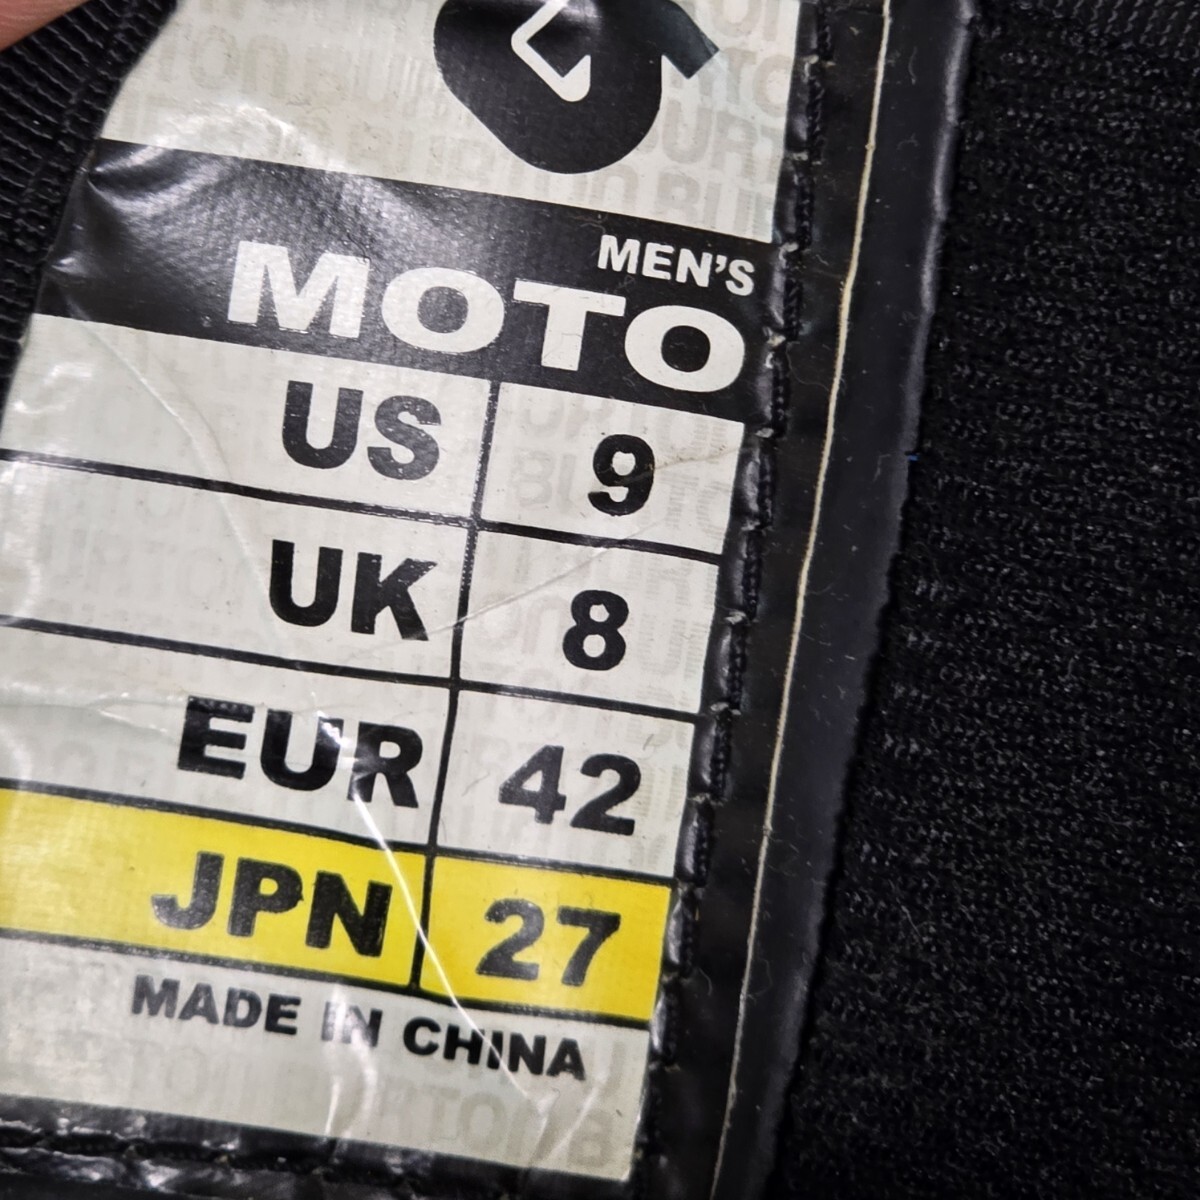 MEN'S
MOTO
US 9
UK 8
EUR 42
JPN 27
MADE IN CHINA